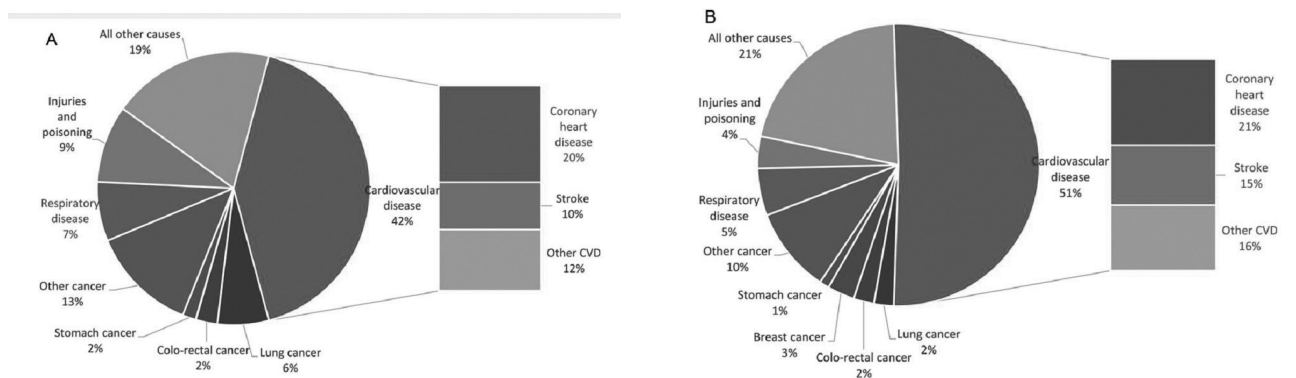 A
All other causes
19%
Injuries
and
poisoning
9%
Respiratory
disease
7%
Other cancer
13%
Stomach cancer
2%
Colo-rectal cancer
2%
Lung cancer
6%
Cardiovascular
disease
42%
Coronary
heart
disease
20%
Stroke
10%
Other CVD
12%
B
All other causes
21%
Injuries and
poisoning
4%
Respiratory
disease
5%
Other cancer
10%
Stomach cancer
1%
Breast cancer
3%
Colo-rectal cancer
2%
Lung cancer
2%
Cardiovascular
disease
51%
Coronary
heart
disease
21%
Stroke
15%
Other CVD
16%